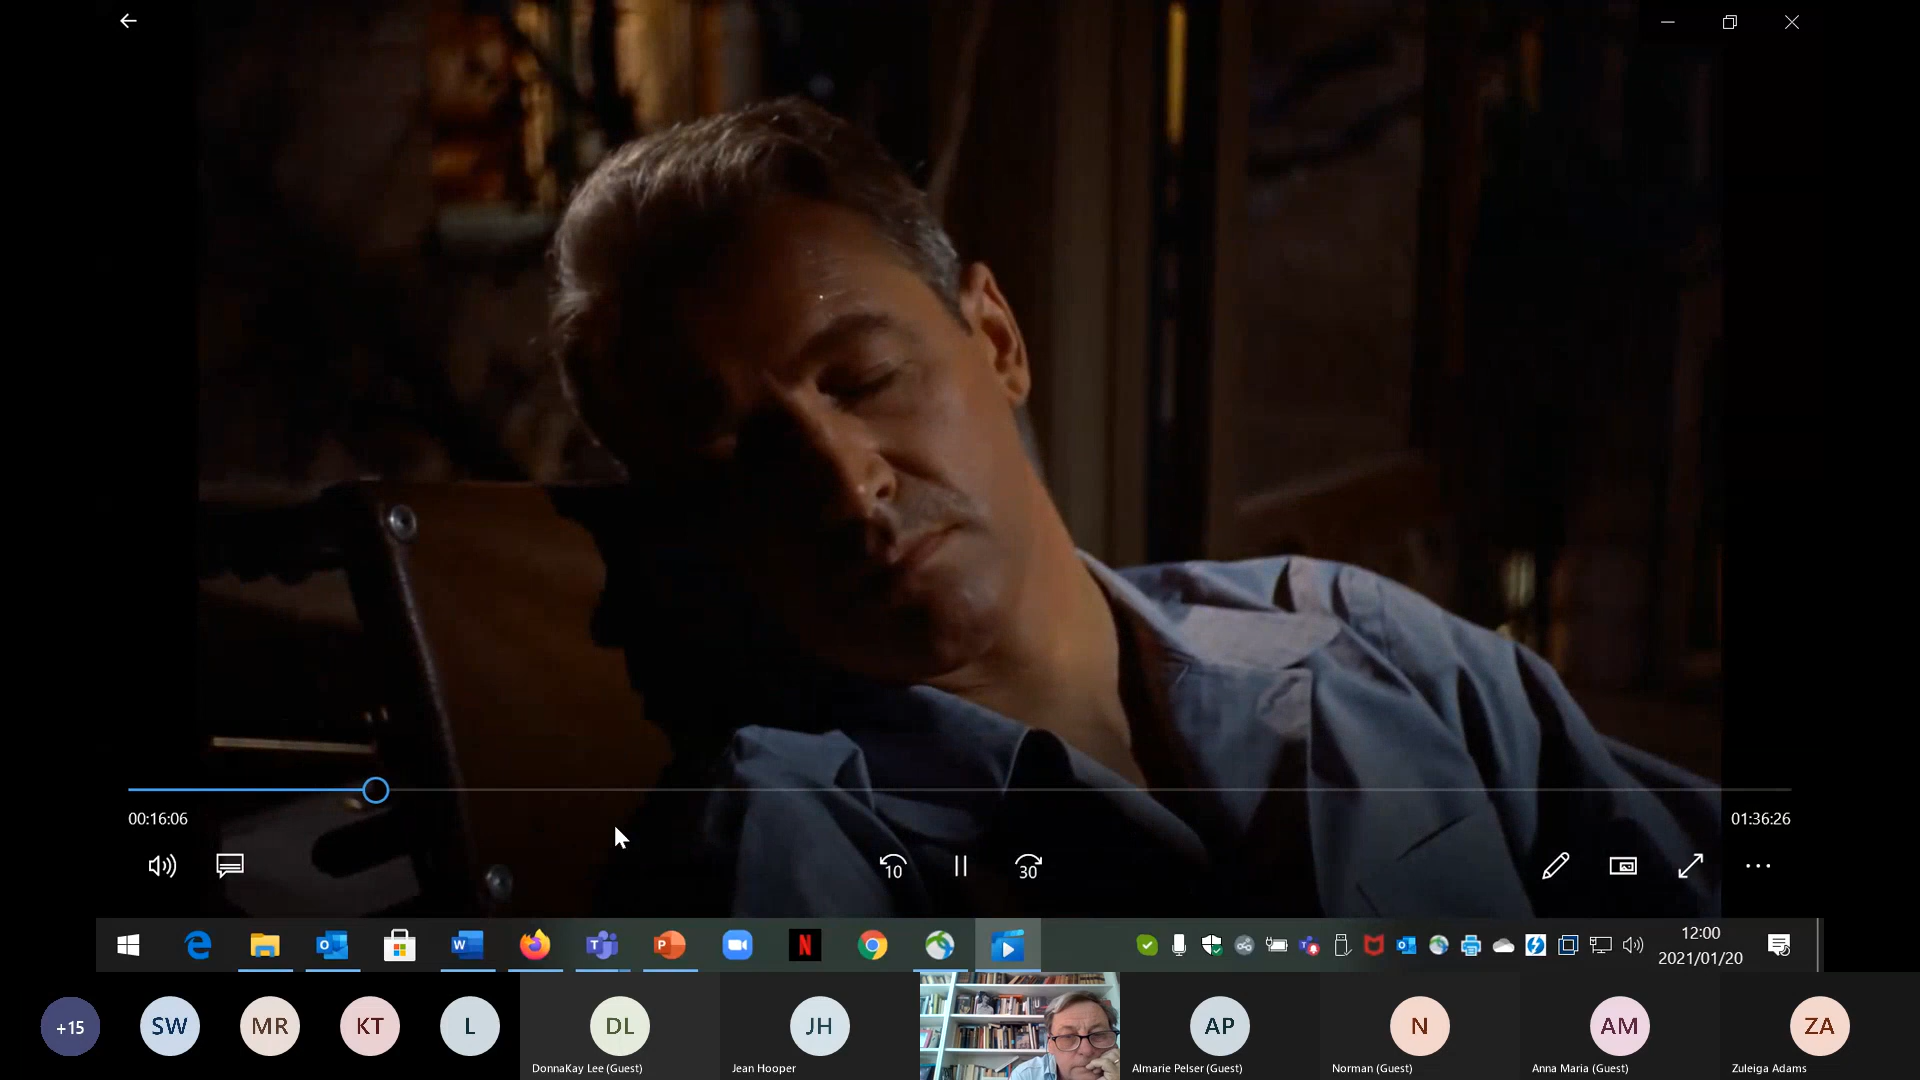 00:16:06
01:36:26
10
30
12:00
2021/01/20
+15
SW
MR
KT
L
DL
JH
AP
N
AM
ZA
DonnaKay Lee (Guest)
Jean Hooper
Almarie Pelser (Guest)
Norman (Guest)
Anna Maria (Guest)
Zuleiga Adams